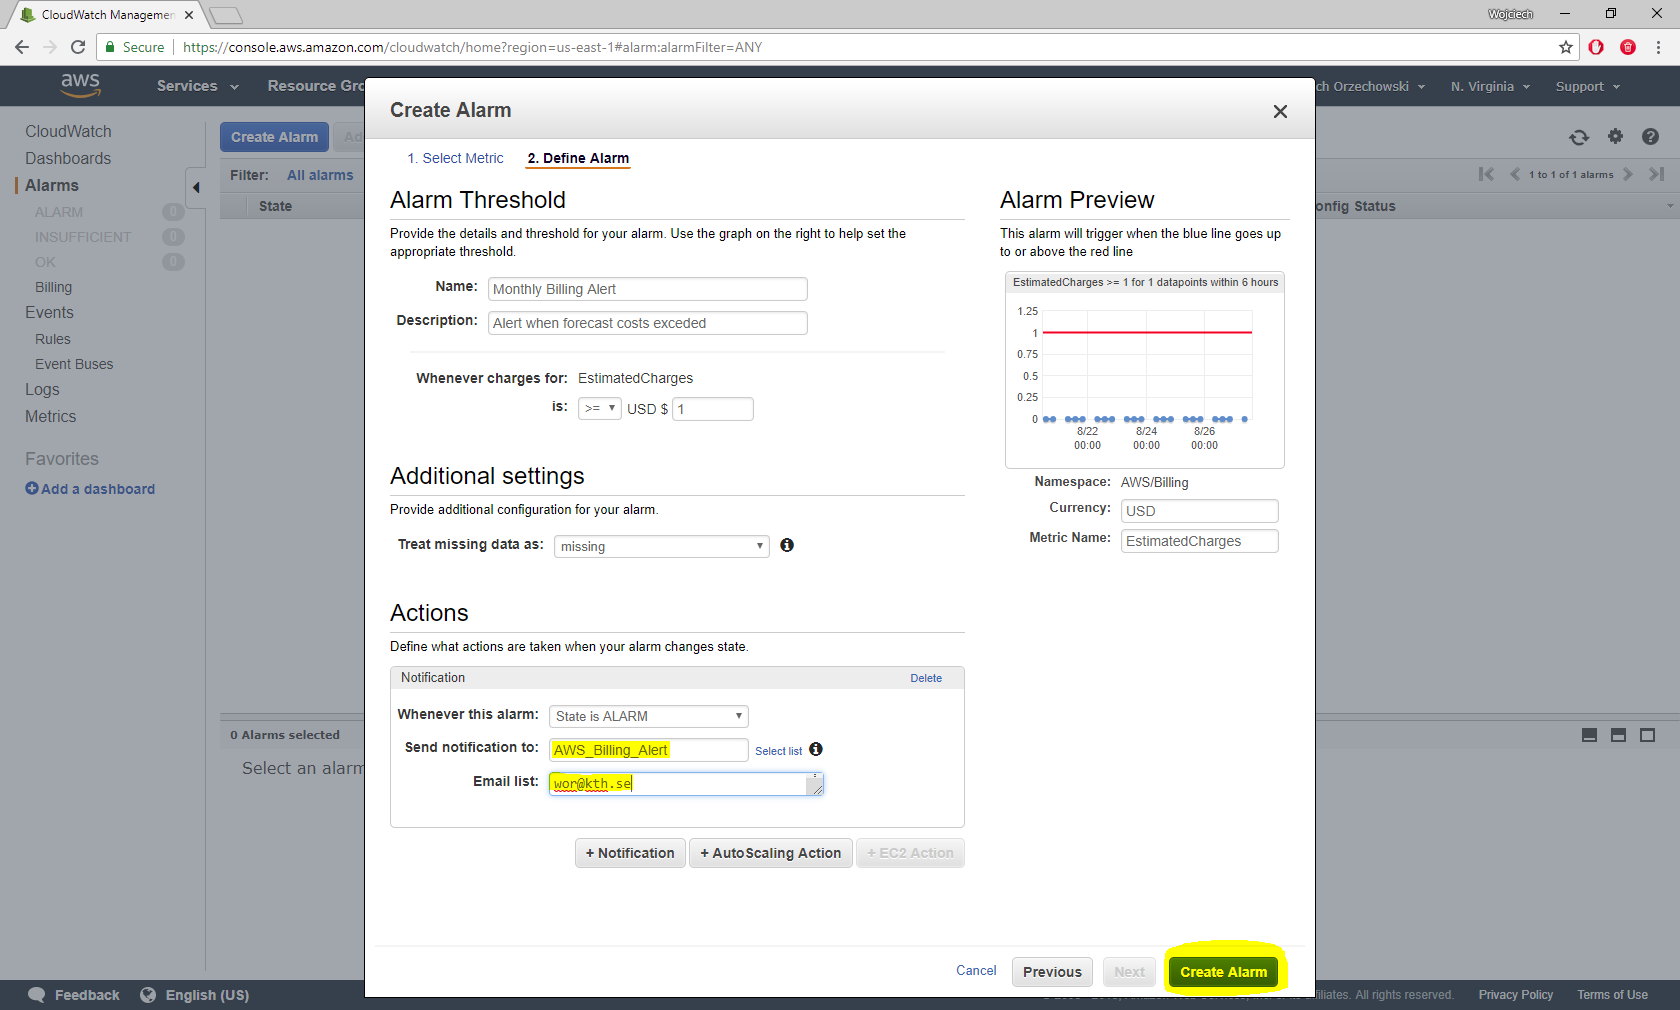 CloudWatch Managemen
Wojciech
Secure
https://console.aws.amazon.com/cloudwatch/home?region=us-east-1#alarm:alarmFilter=ANY
aws
Services
Resource Gro
ch Orzechowski
N. Virginia
Support
CloudWatch
Dashboards
Alarms
ALARM 0
INSUFFICIENT 0
OK 0
Billing
Events
Rules
Event Buses
Logs
Metrics
Favorites
Add a dashboard
Create Alarm
Ad
Filter: All alarms
State
1 to 1 of 1 alarms
onfig Status
0 Alarms selected
Select an alarm
Create Alarm
1. Select Metric
2. Define Alarm
Alarm Threshold
Provide the details and threshold for your alarm. Use the graph on the right to help set the
appropriate threshold.
Name: Monthly Billing Alert
Description: Alert when forecast costs exceded
Whenever charges for: EstimatedCharges
is: >= USD $ 1
Additional settings
Provide additional configuration for your alarm.
Treat missing data as: missing
Actions
Define what actions are taken when your alarm changes state.
Notification
Delete
Whenever this alarm: State is ALARM
Send notification to: AWS_Billing_Alert Select list
Email list: wor@kth.se
+ Notification
+ AutoScaling Action
+ EC2 Action
Alarm Preview
This alarm will trigger when the blue line goes up
to or above the red line
EstimatedCharges >= 1 for 1 datapoints within 6 hours
1.25
1
0.75
0.5
0.25
0
8/22 8/24 8/26
00:00 00:00 00:00
Namespace: AWS/Billing
Currency: USD
Metric Name: EstimatedCharges
Cancel
Previous
Next
Create Alarm
Feedback
English (US)
ffiliates. All rights reserved.
Privacy Policy
Terms of Use